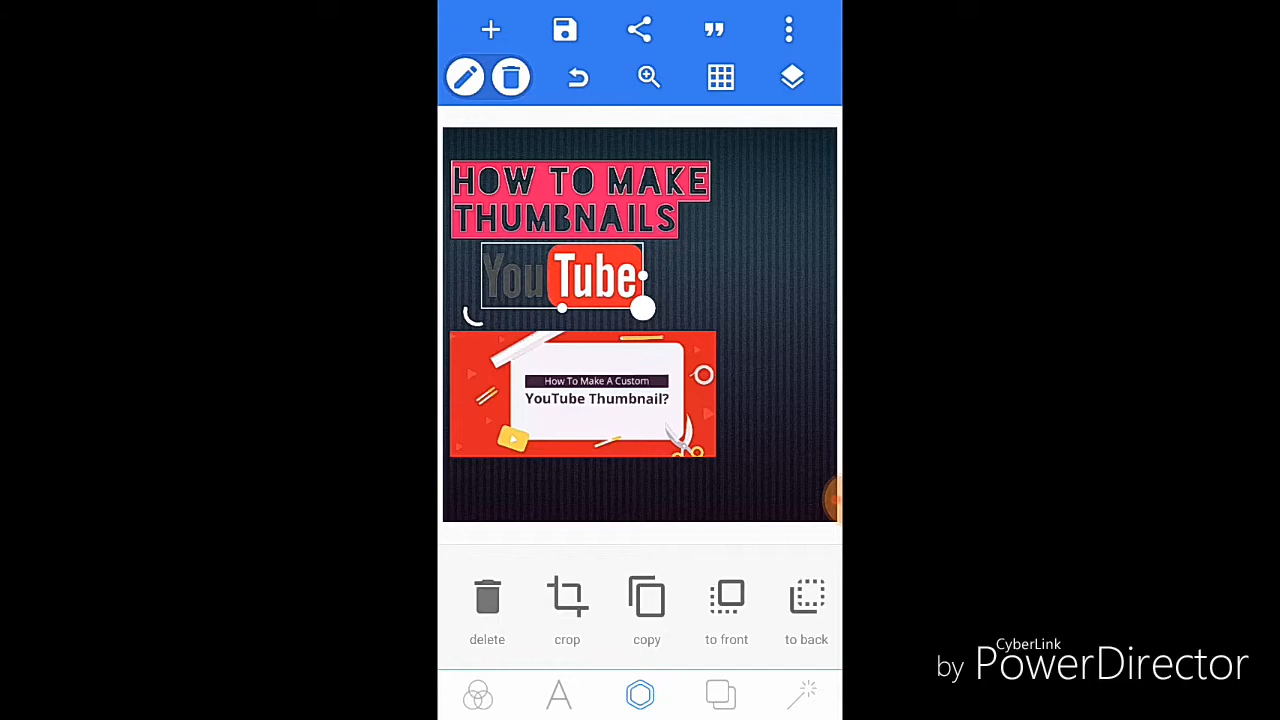 HOW TO MAKE
THUMBNAILS
YouTube
How To Make A Custom
YouTube Thumbnail?
delete
crop
copy
to front
to back
CyberLink
by PowerDirector